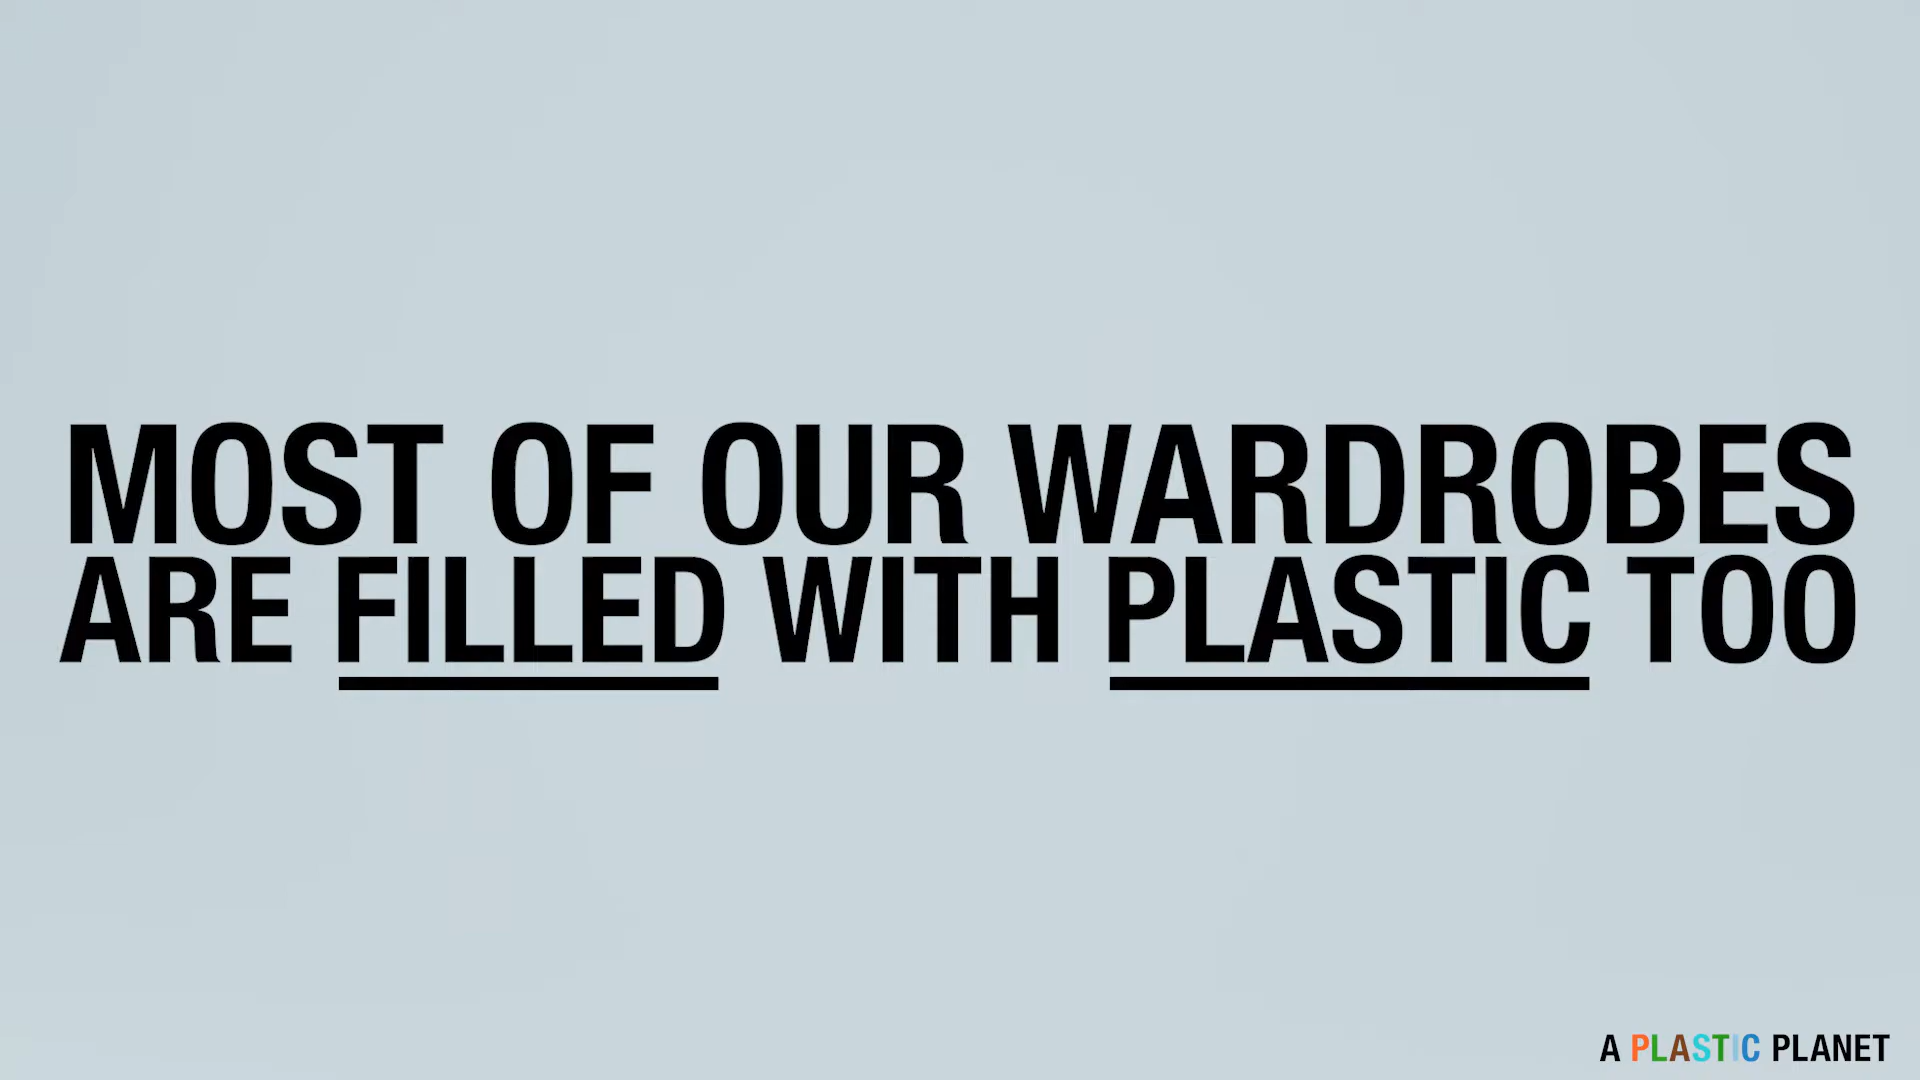 MOST OF OUR WARDROBES
ARE FILLED WITH PLASTIC TOO
A PLASTIC PLANET